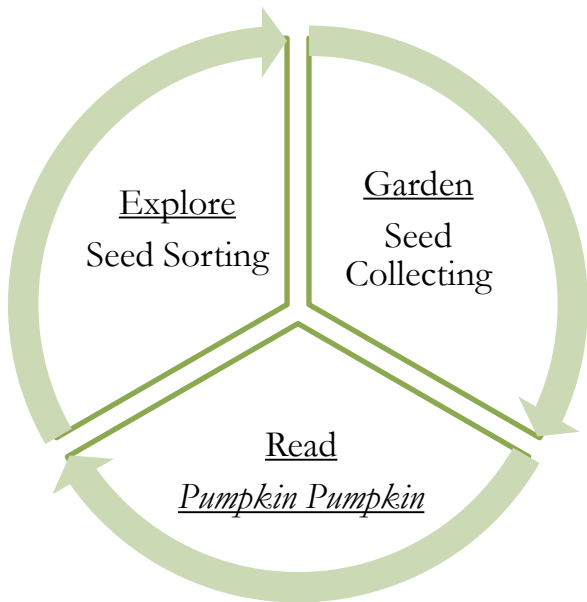 Explore
Seed Sorting
Garden
Seed
Collecting
Read
Pumpkin Pumpkin